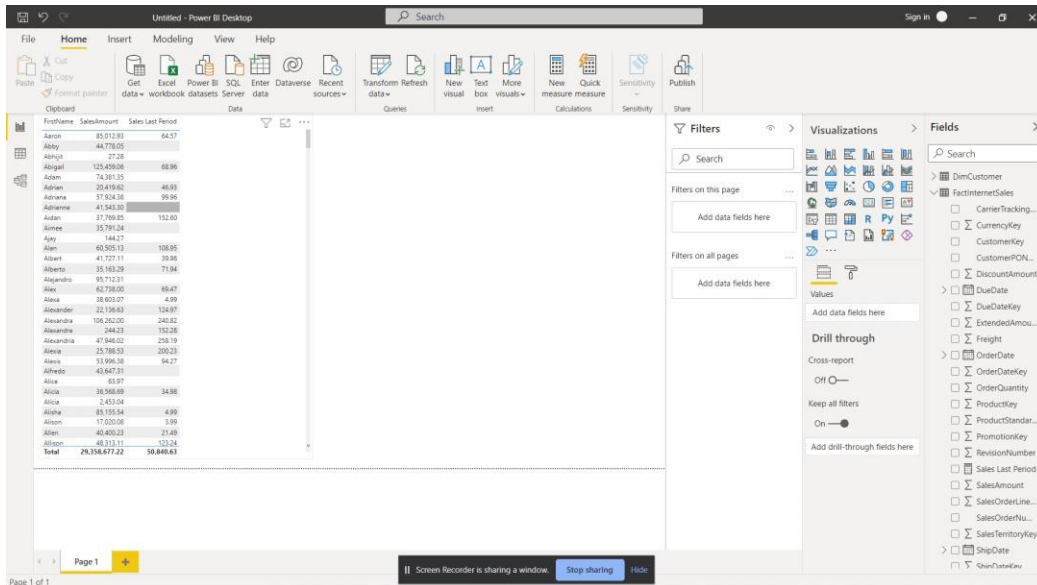 Untitled - Power BI Desktop
Search
Sign in
File Home Insert Modeling View Help
Paste
Cut
Copy
Format painter
Clipboard
Get data
Excel workbook
Power BI datasets
SQL Server
Enter data
Dataverse
Recent sources
Data
Transform data
Refresh
Queries
New visual
Text box
More visuals
Insert
New measure
Quick measure
Calculations
Sensitivity
Sensitivity
Publish
Share
FirstName SalesAmount Sales Last Period
Aaron 85,012.93 64.57
Abby 44,778.05
Abhijit 27.28
Abigail 125,459.06 68.96
Adam 74,381.35
Adrian 20,419.62 46.93
Adriana 57,924.38 99.96
Adrienne 41,543.30
Aidan 37,769.85 152.60
Aimee 35,791.24
Ajay 144.27
Alan 60,505.13 108.95
Albert 41,727.11 39.98
Alberto 35,163.29 71.94
Alejandro 95,712.31
Alex 62,738.00 69.47
Alexa 38,603.07 4.99
Alexander 22,136.63 124.97
Alexandra 106,262.00 240.82
Alexandre 244.23 152.28
Alexandria 47,946.02 258.19
Alexia 25,788.53 200.23
Alexis 53,996.38 94.27
Alfredo 43,647.31
Alice 63.97
Alicia 36,568.69 34.98
Alicia 2,453.04
Alisha 85,155.54 4.99
Alison 17,020.08 3.99
Allen 40,400.23 21.49
Allison 48,313.11 123.24
Total 29,358,677.22 50,840.63
Filters
Search
Filters on this page
Add data fields here
Filters on all pages
Add data fields here
Visualizations
R Py
Values
Add data fields here
Drill through
Cross-report
Off
Keep all filters
On
Add drill-through fields here
Fields
Search
DimCustomer
FactInternetSales
CarrierTracking...
CurrencyKey
CustomerKey
CustomerPON...
DiscountAmount
DueDate
DueDateKey
ExtendedAmou...
Freight
OrderDate
OrderDateKey
OrderQuantity
ProductKey
ProductStandar...
PromotionKey
RevisionNumber
Sales Last Period
SalesAmount
SalesOrderLine...
SalesOrderNu...
SalesTerritoryKey
ShipDate
ShipDateKey
Page 1
Screen Recorder is sharing a window. Stop sharing Hide
Page 1 of 1